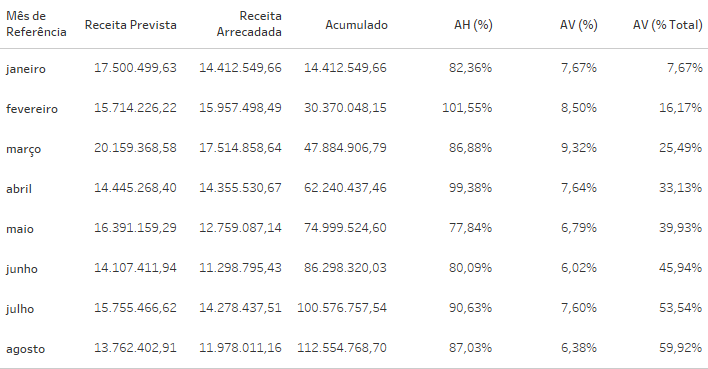 Mês de Referência Receita Prevista Receita Arrecadada Acumulado AH (%) AV (%) AV (% Total)
janeiro 17.500.499,63 14.412.549,66 14.412.549,66 82,36% 7,67% 7,67%
fevereiro 15.714.226,22 15.957.498,49 30.370.048,15 101,55% 8,50% 16,17%
março 20.159.368,58 17.514.858,64 47.884.906,79 86,88% 9,32% 25,49%
abril 14.445.268,40 14.355.530,67 62.240.437,46 99,38% 7,64% 33,13%
maio 16.391.159,29 12.759.087,14 74.999.524,60 77,84% 6,79% 39,93%
junho 14.107.411,94 11.298.795,43 86.298.320,03 80,09% 6,02% 45,94%
julho 15.755.466,62 14.278.437,51 100.576.757,54 90,63% 7,60% 53,54%
agosto 13.762.402,91 11.978.011,16 112.554.768,70 87,03% 6,38% 59,92%